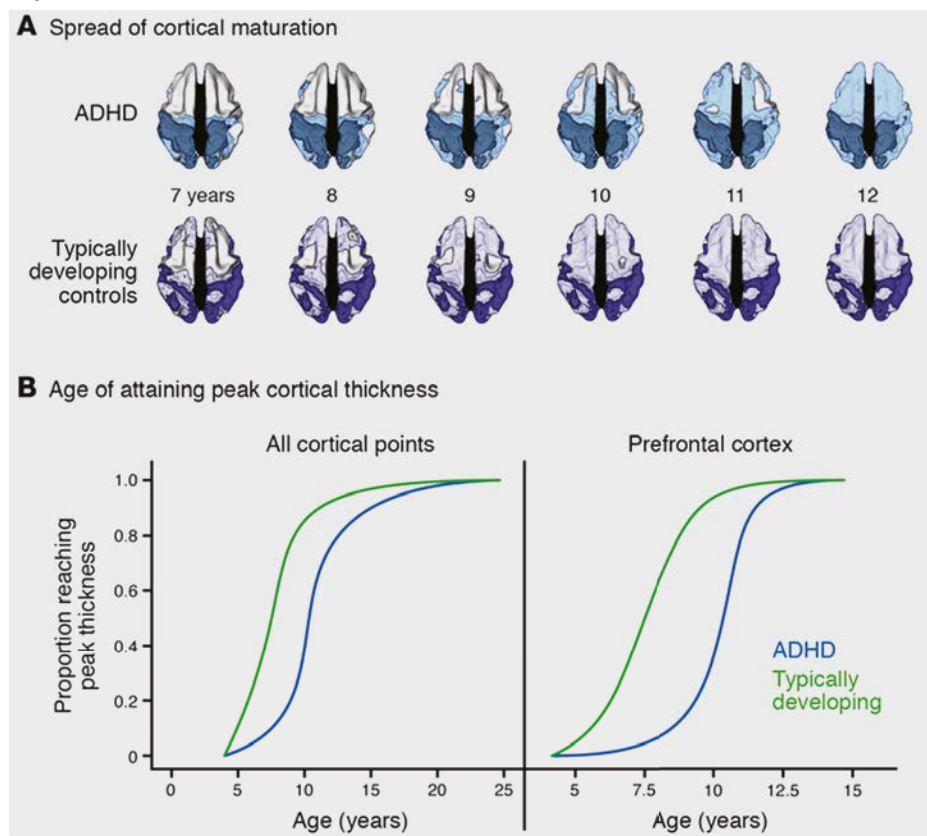 A Spread of cortical maturation
ADHD
7 years 8 9 10 11 12
Typically
developing
controls
B Age of attaining peak cortical thickness
All cortical points
Prefrontal cortex
Proportion reaching
peak thickness
1.0
0.8
0.6
0.4
0.2
0
ADHD
Typically
developing
0 5 10 15 20 25
5 7.5 10 12.5 15
Age (years)
Age (years)